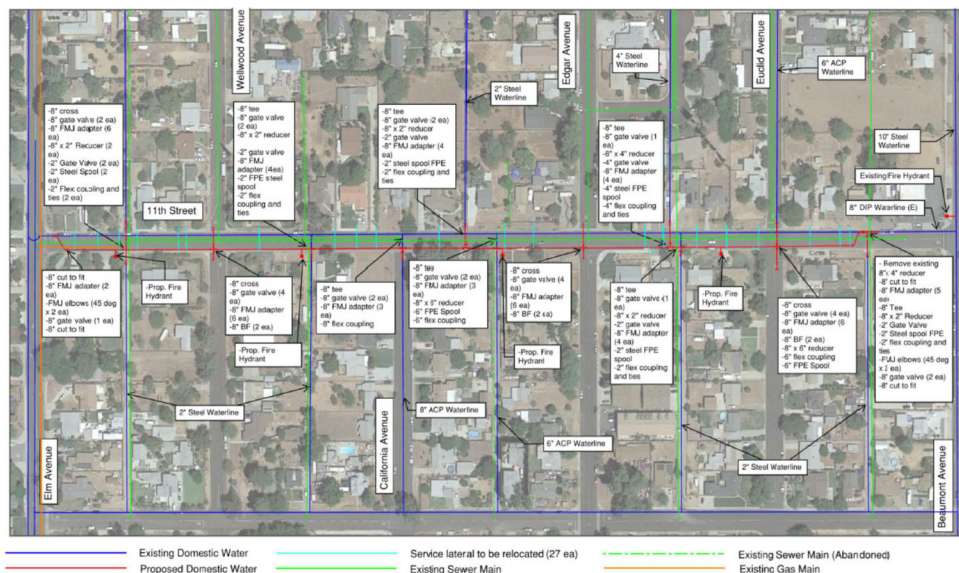 Wellwood Avenue
Edgar Avenue
Euclid Avenue
4" Steel
Waterline
6" ACP
Waterline
2" Steel
Waterline
10" Steel
Waterline
Existing Fire Hydrant
8" DIP Waterline (E)
-8" cross
-8" gate valve (2 ea)
-8" FMJ adapter (6
ea)
-8" x 2" Reducer (2
ea)
-2" Gate Valve (2 ea)
-2" Steel Spool (2
ea)
-2" Flex coupling and
ties (2 ea)
-8" tee
-8" gate valve
(2 ea)
-8" x 2" reducer
-2" gate valve
-8" FMJ
adapter (4ea)
-2" FPE steel
spool
-2" flex
coupling and
ties
-8" tee
-8" gate valve (2 ea)
-8" x 2" reducer
-2" gate valve
-8" FMJ adapter (4
ea)
-2" steel spool FPE
-2" flex coupling and
ties
-8" tee
-8" gate valve (1
ea)
-8" x 4" reducer
-4" gate valve
-8" FMJ adapter
(4 ea)
-4" steel FPE
spool
-4" flex coupling
and ties
11th Street
-8" cut to fit
-8" FMJ adapter (2
ea)
-FMJ elbows (45 deg
x 2 ea)
-6" gate valve (1 ea)
-8" cut to fit
-Prop. Fire
Hydrant
-8" cross
-8" gate valve (4
ea)
-8" FMJ adapter
(6 ea)
-8" BF (2 ea)
-Prop. Fire
Hydrant
-8" tee
-8" gate valve (2 ea)
-8" FMJ adapter (3
ea)
-8" flex coupling
-8" tee
-8" gate valve (2 ea)
-8" FMJ adapter (3
ea)
-8" x 6" reducer
-6" FPE Spool
-6" flex coupling
-8" cross
-8" gate valve (4
ea)
-8" FMJ adapter
(6 ea)
-8" BF (2 ea)
-Prop. Fire
Hydrant
-8" tee
-8" gate valve (1
ea)
-8" x 2" reducer
-2" gate valve
-8" FMJ adapter
(4 ea)
-2" steel FPE
spool
-2" flex coupling
and ties
-Prop. Fire
Hydrant
-8" cross
-8" gate valve (4 ea)
-8" FMJ adapter (6
ea)
-8" BF (2 ea)
-8" x 6" reducer
-6" flex coupling
-6" FPE Spool
- Remove existing
8"x 4" reducer
-8" cut to fit
-8" FMJ adapter (5
ea)
-8" Tee
-8" x 2" Reducer
-2" Gate Valve
-2" Steel spool FPE
-2" flex coupling and
ties
-FMJ elbows (45 deg
x 2 ea)
-8" gate valve (2 ea)
-8" cut to fit
2" Steel Waterline
8" ACP Waterline
6" ACP Waterline
2" Steel Waterline
Elm Avenue
California Avenue
Beaumont Avenue
Existing Domestic Water
Service lateral to be relocated (27 ea)
Existing Sewer Main (Abandoned)
Proposed Domestic Water
Existing Sewer Main
Existing Gas Main